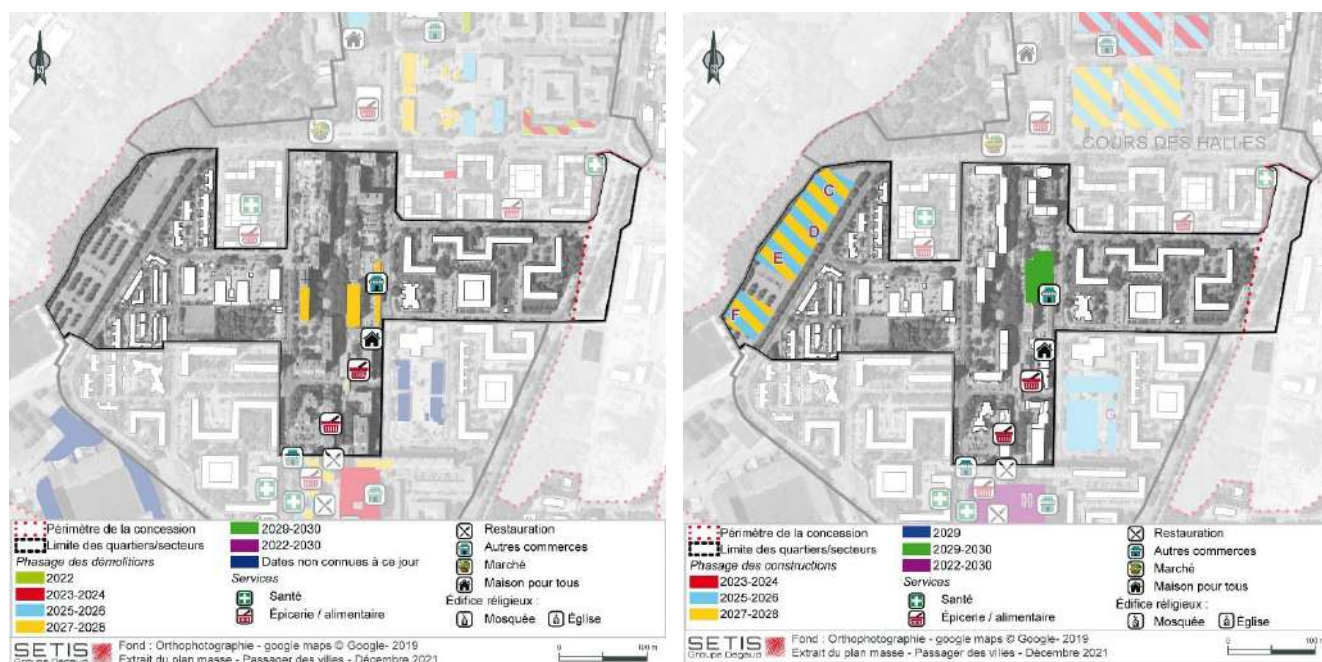 Périmètre de la concession
Limite des quartiers/secteurs
Phasage des démolitions
2022
2023-2024
2025-2026
2027-2028
2029-2030
2022-2030
Dates non connues à ce jour
Services
Santé
Épicerie / alimentaire
Restauration
Autres commerces
Marché
Maison pour tous
Édifice réligieux :
Mosquée
Église
SETIS
Groupe Degaud
Fond : Orthophotographie - google maps © Google- 2019
Extrait du plan masse - Passager des villes - Décembre 2021
0 100 m
COURS DES HALLES
C
D
E
F
G
H
Périmètre de la concession
Limite des quartiers/secteurs
Phasage des constructions
2023-2024
2025-2026
2027-2028
2029
2029-2030
2022-2030
Services
Santé
Épicerie / alimentaire
Restauration
Autres commerces
Marché
Maison pour tous
Édifice réligieux :
Mosquée
Église
SETIS
Groupe Degaud
Fond : Orthophotographie - google maps © Google- 2019
Extrait du plan masse - Passager des villes - Décembre 2021
0 100 m